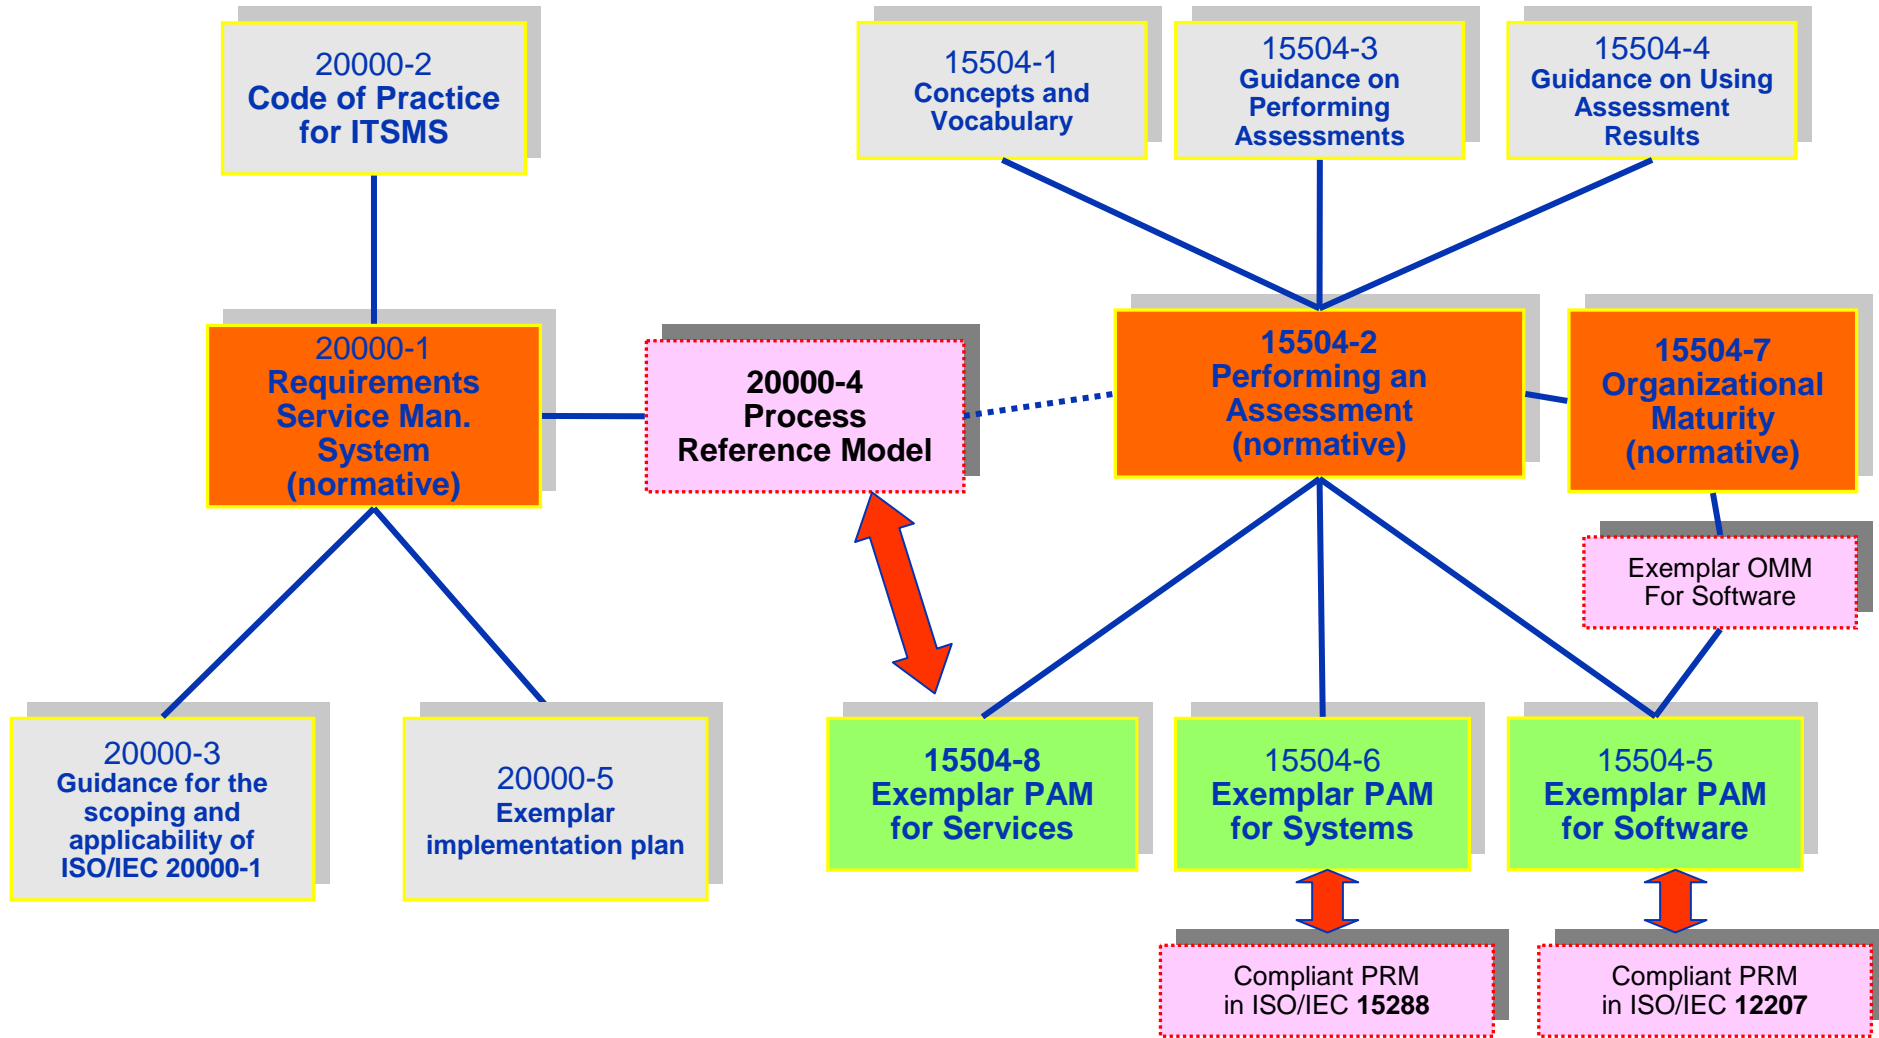 20000-2
Code of Practice
for ITSMS
15504-1
Concepts and
Vocabulary
15504-3
Guidance on
Performing
Assessments
15504-4
Guidance on Using
Assessment
Results
20000-1
Requirements
Service Man.
System
(normative)
20000-4
Process
Reference Model
15504-2
Performing an
Assessment
(normative)
15504-7
Organizational
Maturity
(normative)
Exemplar OMM
For Software
20000-3
Guidance for the
scoping and
applicability of
ISO/IEC 20000-1
20000-5
Exemplar
implementation plan
15504-8
Exemplar PAM
for Services
15504-6
Exemplar PAM
for Systems
15504-5
Exemplar PAM
for Software
Compliant PRM
in ISO/IEC 15288
Compliant PRM
in ISO/IEC 12207